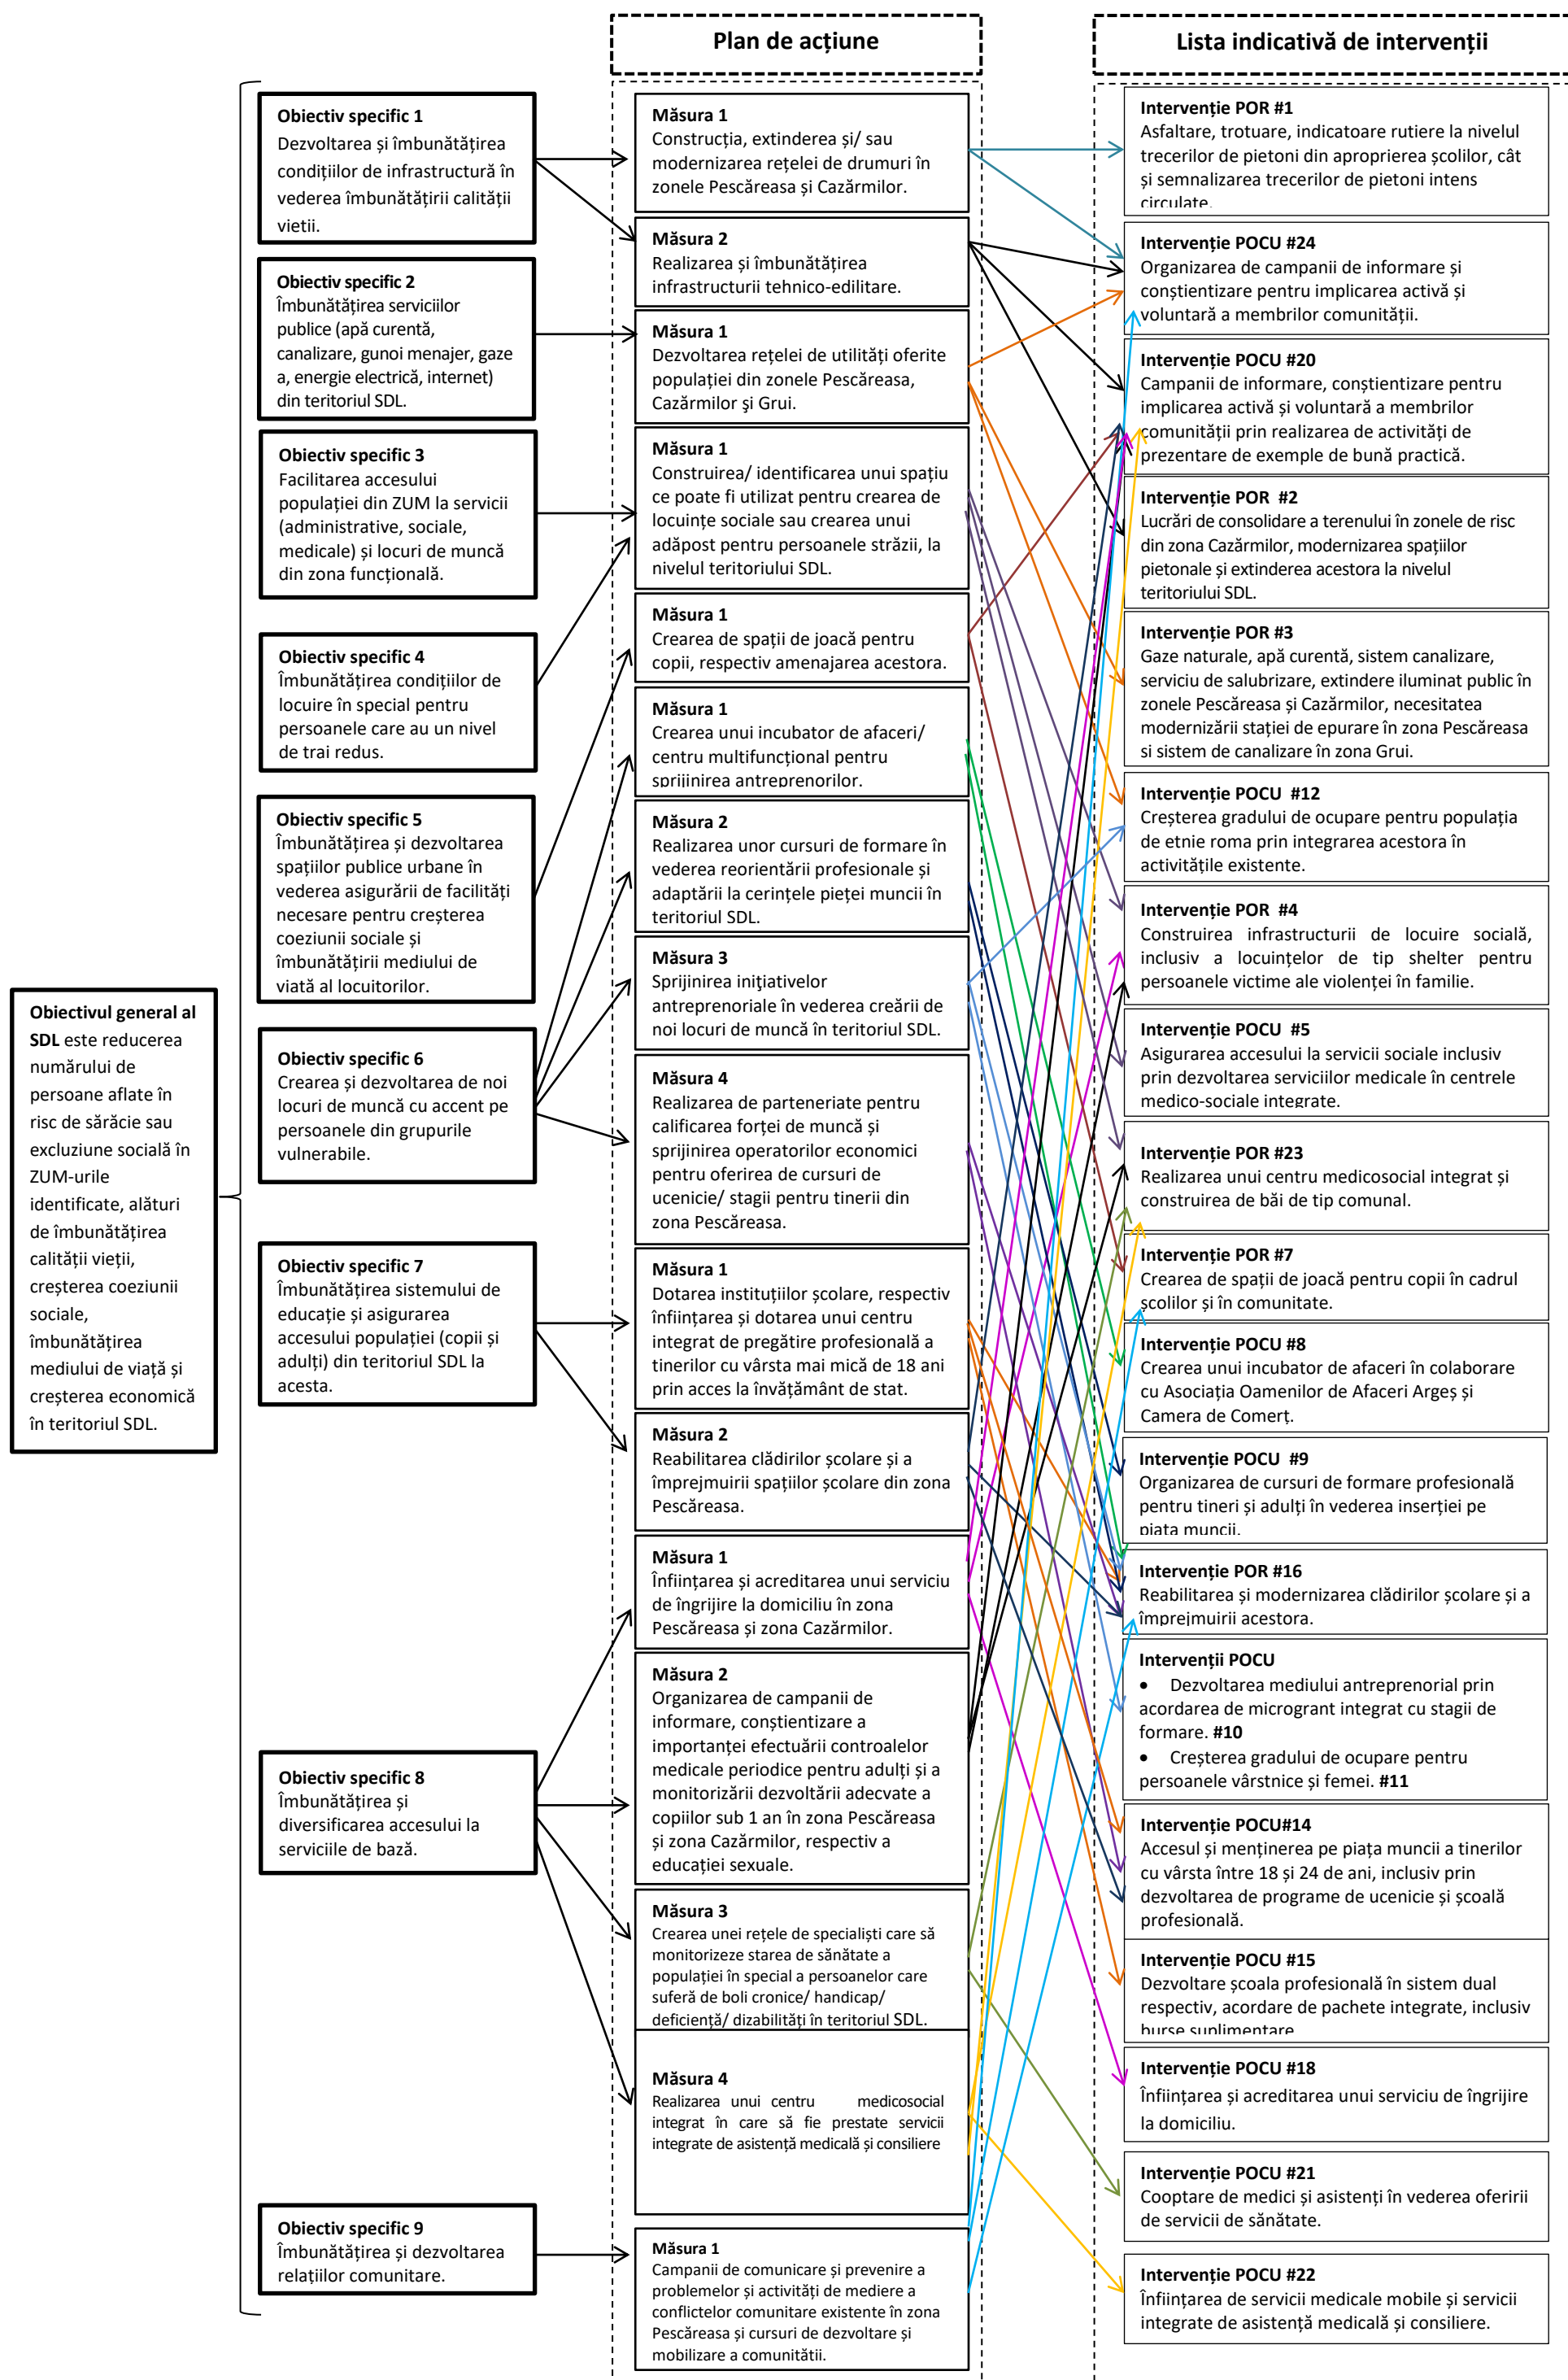 Plan de acțiune
Lista indicativă de intervenții
Obiectivul general al
SDL este reducerea
numărului de
persoane aflate în
risc de sărăcie sau
excluziune socială în
ZUM-urile
identificate, alături
de îmbunătățirea
calității vieții,
creșterea coeziunii
sociale,
îmbunătățirea
mediului de viață și
creșterea economică
în teritoriul SDL.
Obiectiv specific 1
Dezvoltarea și îmbunătățirea
condițiilor de infrastructură în
vederea îmbunătățirii calității
vietii.
Obiectiv specific 2
Îmbunătățirea serviciilor
publice (apă curentă,
canalizare, gunoi menajer, gaze
a, energie electrică, internet)
din teritoriul SDL.
Obiectiv specific 3
Facilitarea accesului
populației din ZUM la servicii
(administrative, sociale,
medicale) și locuri de muncă
din zona funcțională.
Obiectiv specific 4
Îmbunătățirea condițiilor de
locuire în special pentru
persoanele care au un nivel
de trai redus.
Obiectiv specific 5
Îmbunătățirea și dezvoltarea
spațiilor publice urbane în
vederea asigurării de facilități
necesare pentru creșterea
coeziunii sociale și
îmbunătățirii mediului de
viată al locuitorilor.
Obiectiv specific 6
Crearea și dezvoltarea de noi
locuri de muncă cu accent pe
persoanele din grupurile
vulnerabile.
Obiectiv specific 7
Îmbunătățirea sistemului de
educație și asigurarea
accesului populației (copii și
adulți) din teritoriul SDL la
acesta.
Obiectiv specific 8
Îmbunătățirea și
diversificarea accesului la
serviciile de bază.
Obiectiv specific 9
Îmbunătățirea și dezvoltarea
relațiilor comunitare.
Măsura 1
Construcția, extinderea și/ sau
modernizarea rețelei de drumuri în
zonele Pescăreasa și Cazărmilor.
Măsura 2
Realizarea și îmbunătățirea
infrastructurii tehnico-edilitare.
Măsura 1
Dezvoltarea rețelei de utilități oferite
populației din zonele Pescăreasa,
Cazărmilor şi Grui.
Măsura 1
Construirea/ identificarea unui spațiu
ce poate fi utilizat pentru crearea de
locuințe sociale sau crearea unui
adăpost pentru persoanele străzii, la
nivelul teritoriului SDL.
Măsura 1
Crearea de spații de joacă pentru
copii, respectiv amenajarea acestora.
Măsura 1
Crearea unui incubator de afaceri/
centru multifuncțional pentru
sprijinirea antreprenorilor.
Măsura 2
Realizarea unor cursuri de formare în
vederea reorientării profesionale și
adaptării la cerințele pieței muncii în
teritoriul SDL.
Măsura 3
Sprijinirea iniţiativelor
antreprenoriale în vederea creării de
noi locuri de muncă în teritoriul SDL.
Măsura 4
Realizarea de parteneriate pentru
calificarea forței de muncă și
sprijinirea operatorilor economici
pentru oferirea de cursuri de
ucenicie/ stagii pentru tinerii din
zona Pescăreasa.
Măsura 1
Dotarea instituțiilor școlare, respectiv
înființarea și dotarea unui centru
integrat de pregătire profesională a
tinerilor cu vârsta mai mică de 18 ani
prin acces la învățământ de stat.
Măsura 2
Reabilitarea clădirilor școlare și a
împrejmuirii spațiilor școlare din zona
Pescăreasa.
Măsura 1
Înființarea și acreditarea unui serviciu
de îngrijire la domiciliu în zona
Pescăreasa și zona Cazărmilor.
Măsura 2
Organizarea de campanii de
informare, conștientizare a
importanței efectuării controalelor
medicale periodice pentru adulți și a
monitorizării dezvoltării adecvate a
copiilor sub 1 an în zona Pescăreasa
și zona Cazărmilor, respectiv a
educației sexuale.
Măsura 3
Crearea unei rețele de specialiști care să
monitorizeze starea de sănătate a
populației în special a persoanelor care
suferă de boli cronice/ handicap/
deficiență/ dizabilități în teritoriul SDL.
Măsura 4
Realizarea unui centru medicosocial
integrat în care să fie prestate servicii
integrate de asistență medicală și consiliere
Măsura 1
Campanii de comunicare și prevenire a
problemelor și activități de mediere a
conflictelor comunitare existente în zona
Pescăreasa și cursuri de dezvoltare și
mobilizare a comunitătii.
Intervenție POR #1
Asfaltare, trotuare, indicatoare rutiere la nivelul
trecerilor de pietoni din aproprierea școlilor, cât
și semnalizarea trecerilor de pietoni intens
circulate.
Intervenție POCU #24
Organizarea de campanii de informare și
conștientizare pentru implicarea activă și
voluntară a membrilor comunității.
Intervenție POCU #20
Campanii de informare, conștientizare pentru
implicarea activă și voluntară a membrilor
comunității prin realizarea de activități de
prezentare de exemple de bună practică.
Intervenție POR #2
Lucrări de consolidare a terenului în zonele de risc
din zona Cazărmilor, modernizarea spațiilor
pietonale și extinderea acestora la nivelul
teritoriului SDL.
Intervenție POR #3
Gaze naturale, apă curentă, sistem canalizare,
serviciu de salubrizare, extindere iluminat public în
zonele Pescăreasa și Cazărmilor, necesitatea
modernizării stației de epurare în zona Pescăreasa
si sistem de canalizare în zona Grui.
Intervenție POCU #12
Creșterea gradului de ocupare pentru populația
de etnie roma prin integrarea acestora în
activitățile existente.
Intervenție POR #4
Construirea infrastructurii de locuire socială,
inclusiv a locuințelor de tip shelter pentru
persoanele victime ale violenței în familie.
Intervenție POCU #5
Asigurarea accesului la servicii sociale inclusiv
prin dezvoltarea serviciilor medicale în centrele
medico-sociale integrate.
Intervenție POR #23
Realizarea unui centru medicosocial integrat și
construirea de băi de tip comunal.
Intervenție POR #7
Crearea de spații de joacă pentru copii în cadrul
școlilor și în comunitate.
Intervenție POCU #8
Crearea unui incubator de afaceri în colaborare
cu Asociația Oamenilor de Afaceri Argeș și
Camera de Comerț.
Intervenție POCU #9
Organizarea de cursuri de formare profesională
pentru tineri și adulți în vederea inserției pe
piata muncii.
Intervenție POR #16
Reabilitarea și modernizarea clădirilor școlare și a
împrejmuirii acestora.
Intervenții POCU
• Dezvoltarea mediului antreprenorial prin
acordarea de microgrant integrat cu stagii de
formare. #10
• Creșterea gradului de ocupare pentru
persoanele vârstnice și femei. #11
Intervenție POCU#14
Accesul și menținerea pe piața muncii a tinerilor
cu vârsta între 18 și 24 de ani, inclusiv prin
dezvoltarea de programe de ucenicie și școală
profesională.
Intervenție POCU #15
Dezvoltare școala profesională în sistem dual
respectiv, acordare de pachete integrate, inclusiv
burse suplimentare
Intervenție POCU #18
Înființarea și acreditarea unui serviciu de îngrijire
la domiciliu.
Intervenție POCU #21
Cooptare de medici și asistenți în vederea oferirii
de servicii de sănătate.
Intervenție POCU #22
Înființarea de servicii medicale mobile și servicii
integrate de asistență medicală și consiliere.